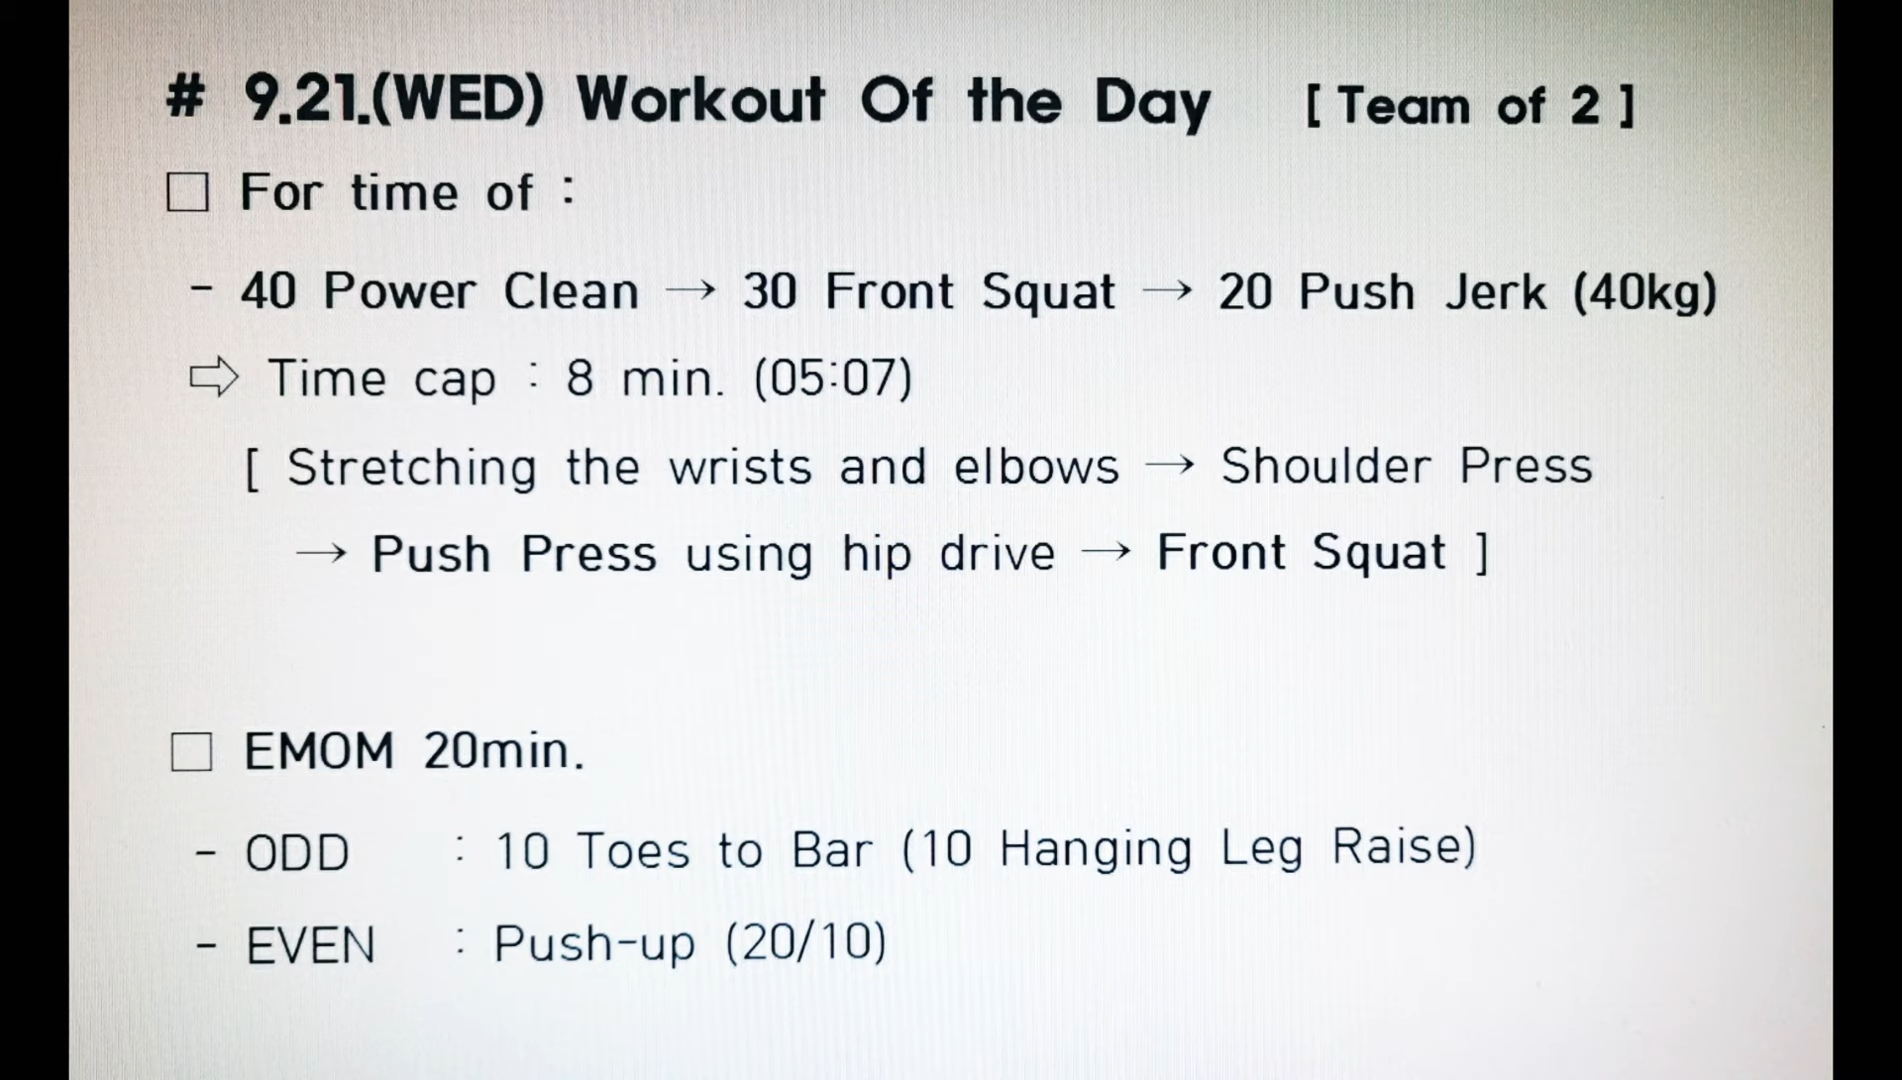 # 9.21.(WED) Workout Of the Day [ Team of 2 ]
□ For time of :
- 40 Power Clean → 30 Front Squat → 20 Push Jerk (40kg)
⇨ Time cap : 8 min. (05:07)
[ Stretching the wrists and elbows → Shoulder Press
→ Push Press using hip drive → Front Squat ]
□ EMOM 20min.
- ODD : 10 Toes to Bar (10 Hanging Leg Raise)
- EVEN : Push-up (20/10)